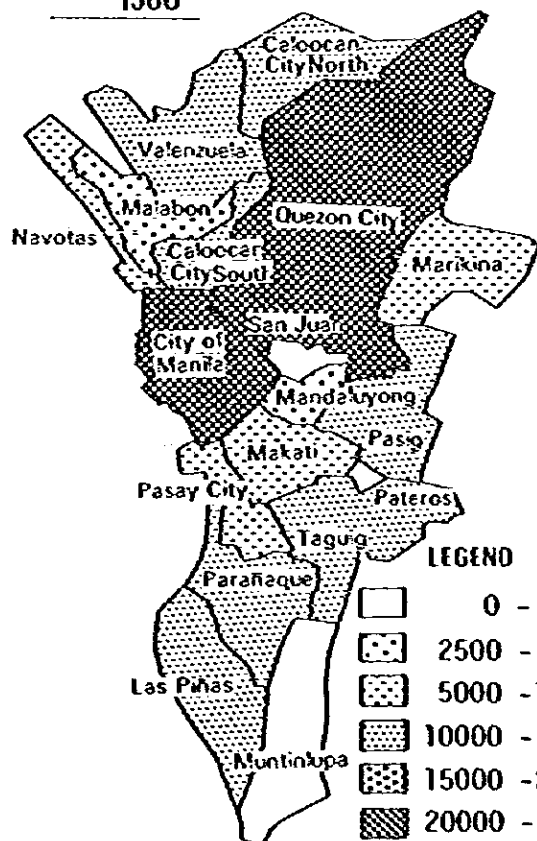 1980
Caloocan
City North
Valenzuela
Malabon
Quezon City
Navotas
Caloocan
City South
Marikina
San Juan
City of
Manila
Mandaluyong
Makati
Pasig
Pasay City
Pateros
Taguig
LEGEND
Parañaque
0 -
2500 -
Las Piñas
5000 -
10000 -
Muntinlupa
15000 -
20000 -